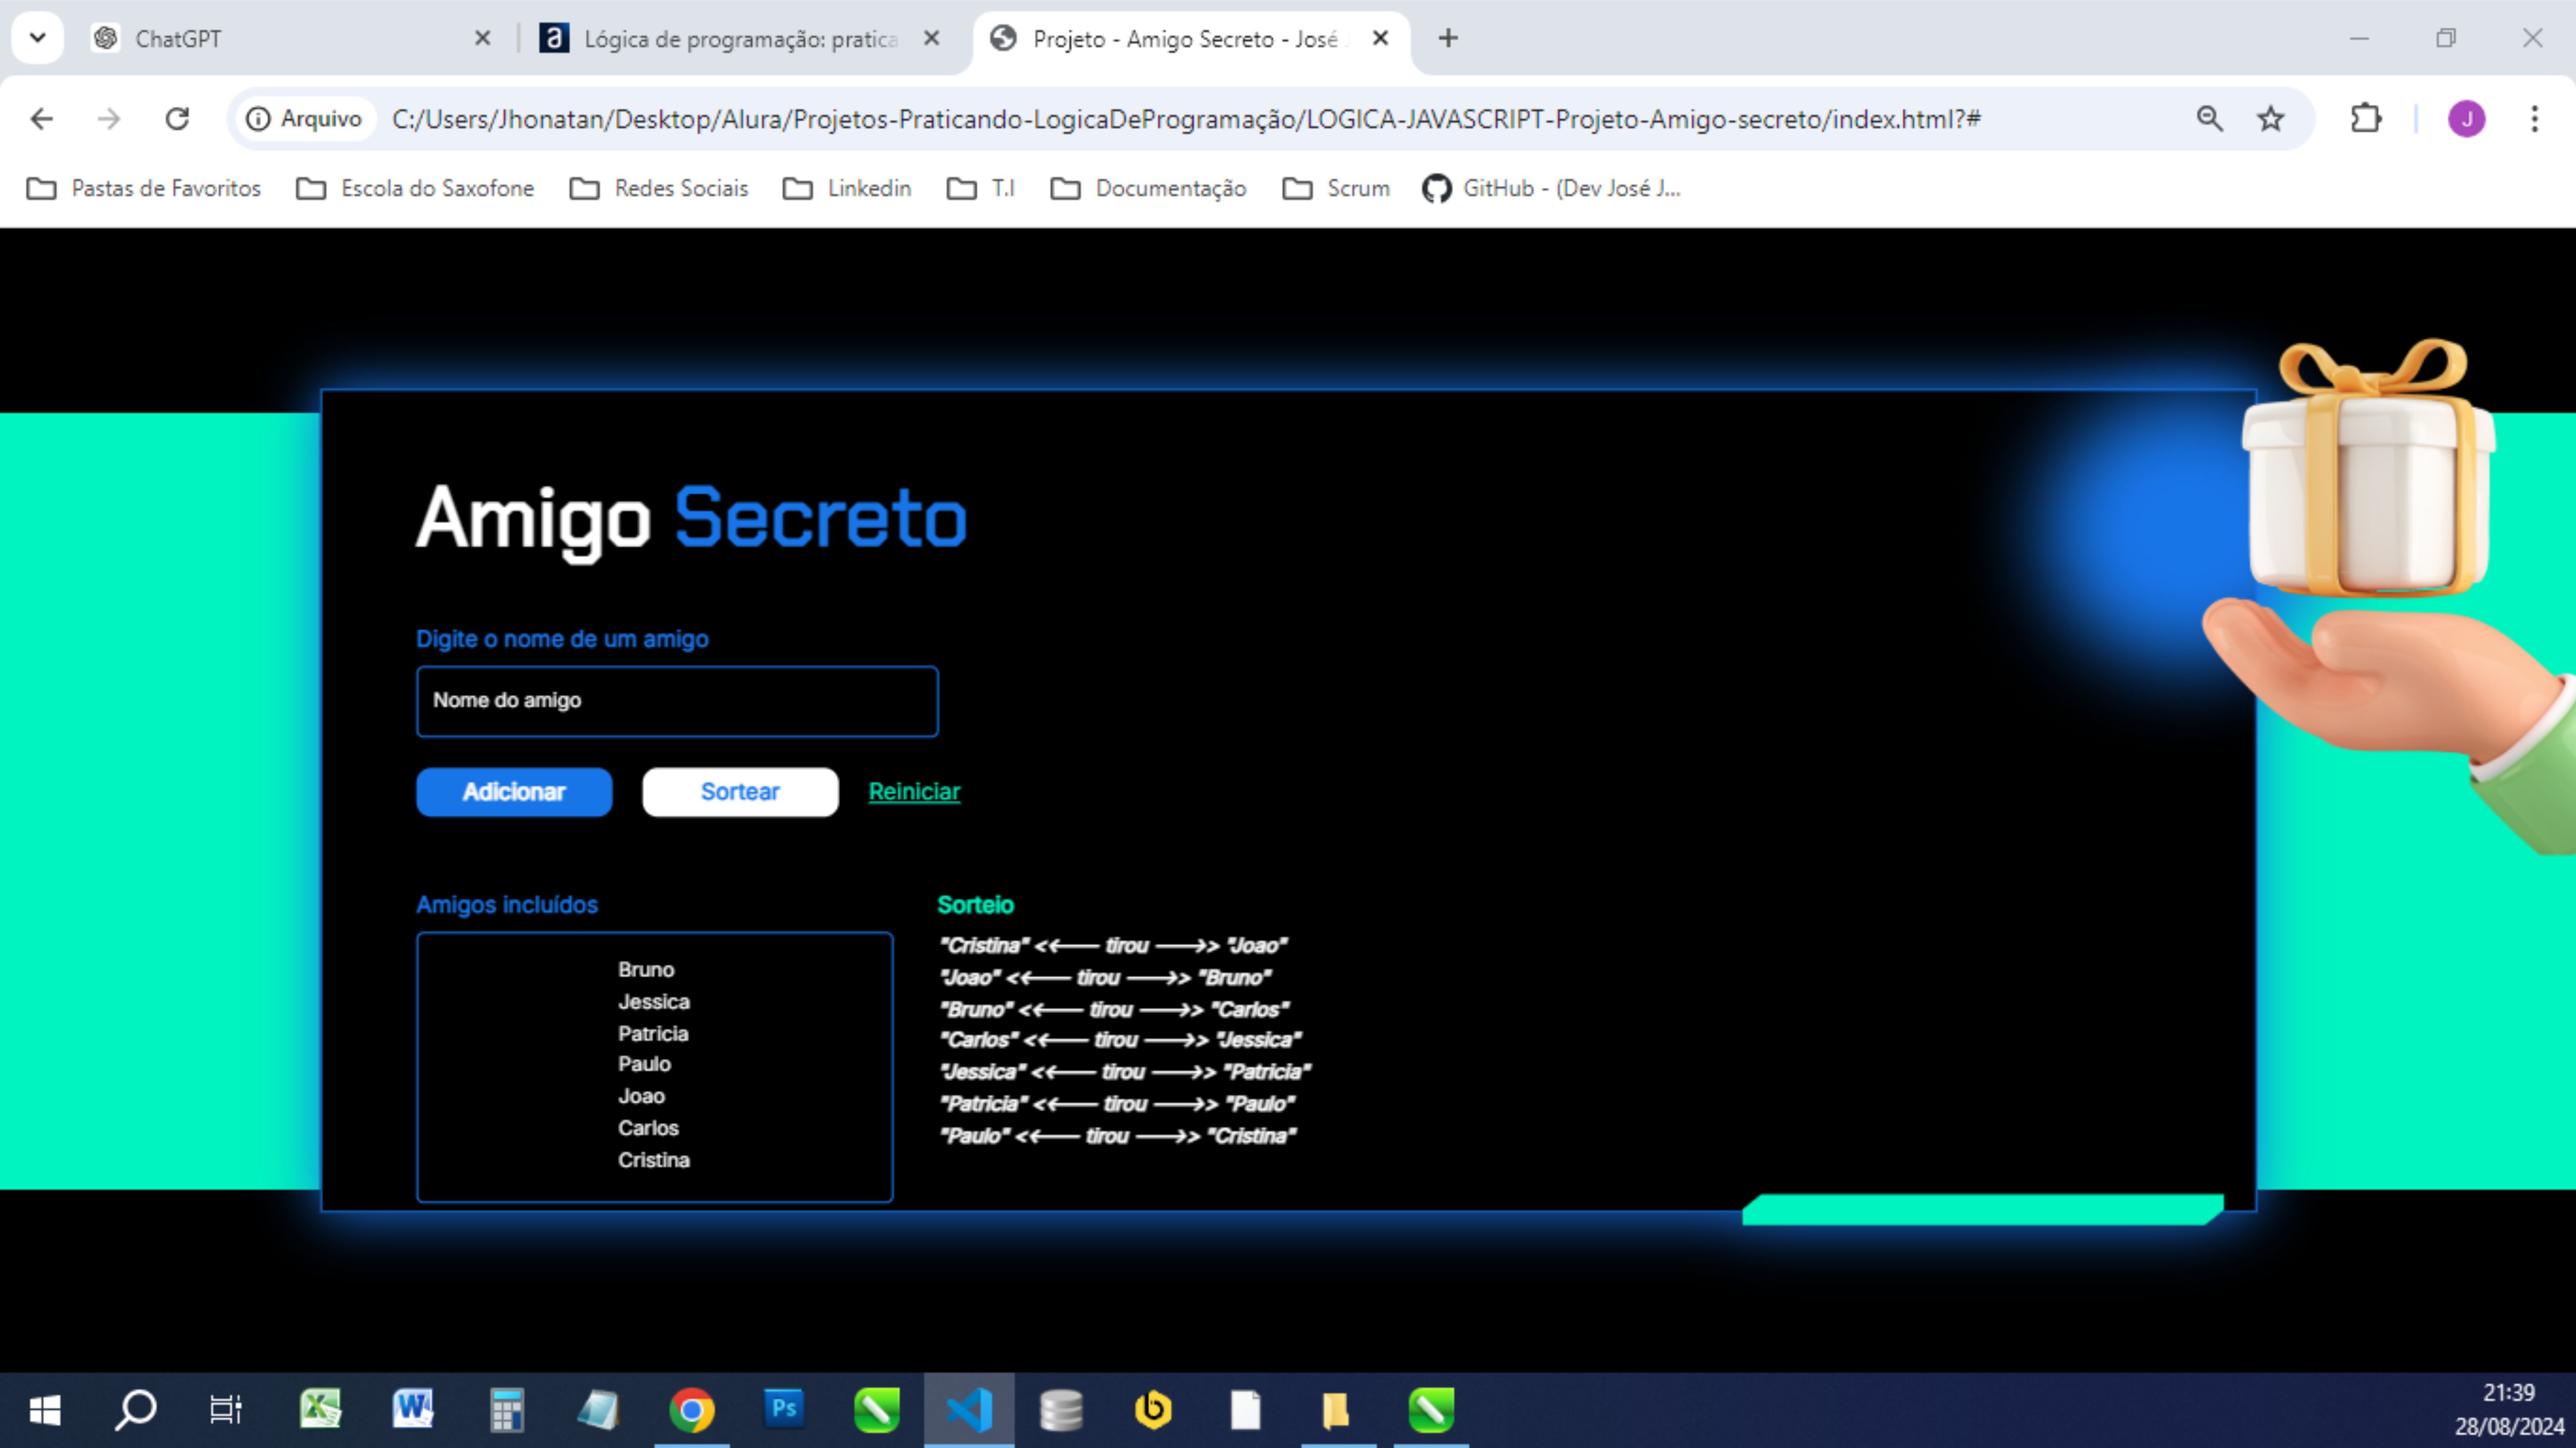 ChatGPT
Lógica de programação: pratica
Projeto - Amigo Secreto - José
Arquivo
C:/Users/Jhonatan/Desktop/Alura/Projetos-Praticando-LogicaDeProgramação/LOGICA-JAVASCRIPT-Projeto-Amigo-secreto/index.html?#
J
Pastas de Favoritos
Escola do Saxofone
Redes Sociais
Linkedin
T.I
Documentação
Scrum
GitHub - (Dev José J...
Amigo Secreto
Digite o nome de um amigo
Nome do amigo
Adicionar
Sortear
Reiniciar
Amigos incluídos
Bruno
Jessica
Patricia
Paulo
Joao
Carlos
Cristina
Sorteio
"Cristina" <<--- tirou --->> "Joao"
"Joao" <<--- tirou --->> "Bruno"
"Bruno" <<--- tirou --->> "Carlos"
"Carlos" <<--- tirou --->> "Jessica"
"Jessica" <<--- tirou --->> "Patricia"
"Patricia" <<--- tirou --->> "Paulo"
"Paulo" <<--- tirou --->> "Cristina"
Ps
21:39
28/08/2024